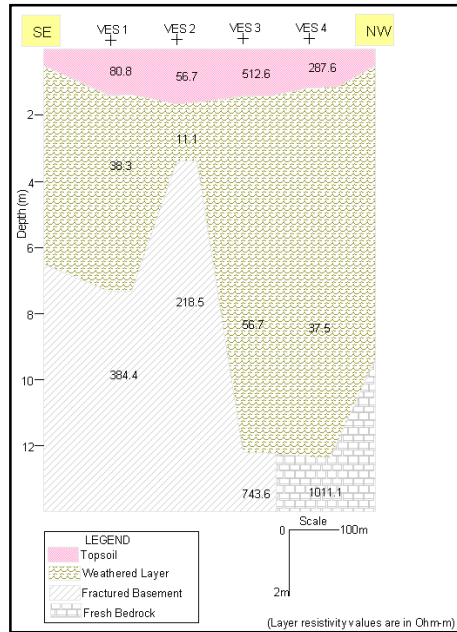 SE VES 1 VES 2 VES 3 VES 4 NW
80.8 56.7 512.6 287.6
2
11.1
38.3
4
Depth (m)
6
218.5
8
56.7 37.5
384.4
10
12
743.6 1011.1
LEGEND
Topsoil
Weathered Layer
Fractured Basement
Fresh Bedrock
Scale
0 100m
2m
(Layer resistivity values are in Ohm-m)